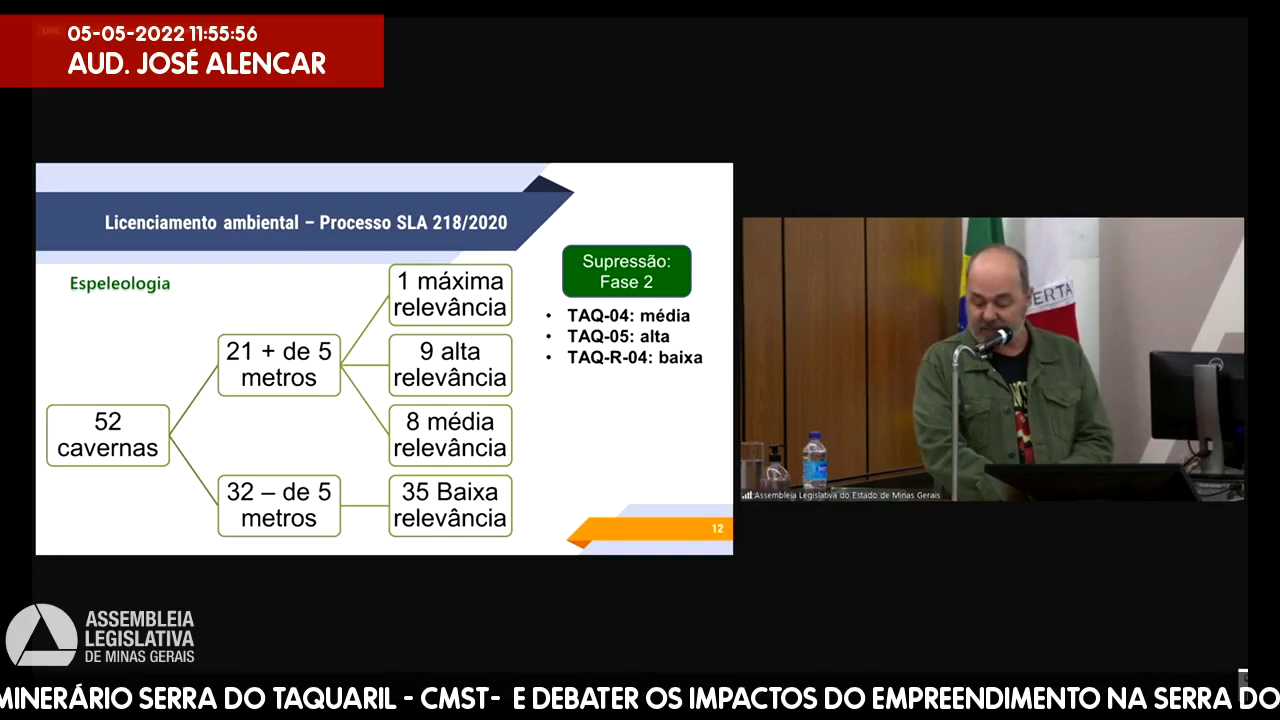 05-05-2022 11:55:56
AUD. JOSÉ ALENCAR
Licenciamento ambiental – Processo SLA 218/2020
Espeleologia
52
cavernas
21 + de 5
metros
32 – de 5
metros
1 máxima
relevância
9 alta
relevância
8 média
relevância
35 Baixa
relevância
Supressão:
Fase 2
• TAQ-04: média
• TAQ-05: alta
• TAQ-R-04: baixa
12
ERTA
Assembleia Legislativa do Estado de Minas Gerais
ASSEMBLEIA
LEGISLATIVA
DE MINAS GERAIS
MINERÁRIO SERRA DO TAQUARIL - CMST- E DEBATER OS IMPACTOS DO EMPREENDIMENTO NA SERRA DO